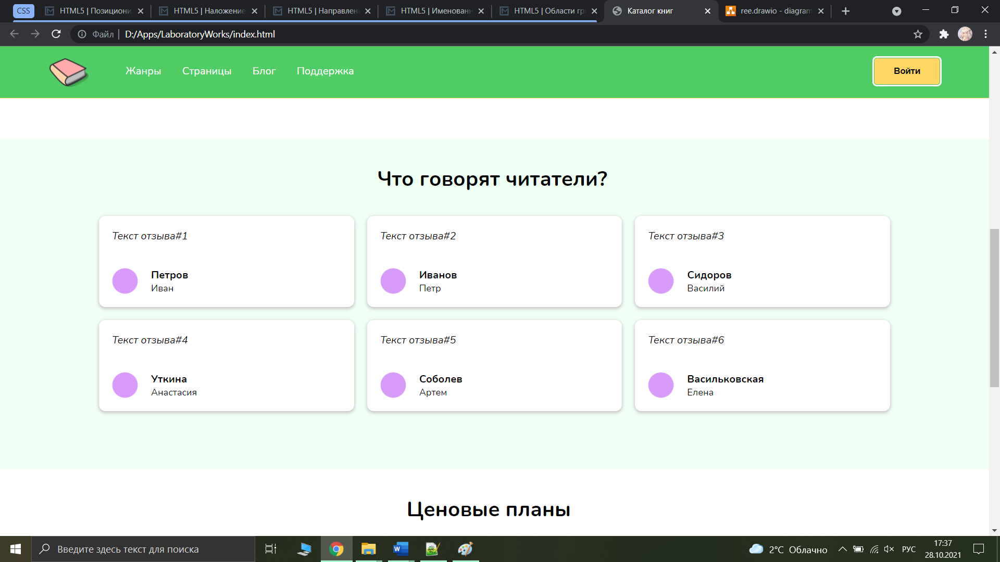 CSS
HTML5 | Позициони
HTML5 | Наложение
HTML5 | Направлен
HTML5 | Именованн
HTML5 | Области гр
Каталог книг
ree.drawio - diagram
Файл | D:/Apps/LaboratoryWorks/index.html
Жанры Страницы Блог Поддержка Войти
Что говорят читатели?
Текст отзыва#1
Петров
Иван
Текст отзыва#2
Иванов
Петр
Текст отзыва#3
Сидоров
Василий
Текст отзыва#4
Уткина
Анастасия
Текст отзыва#5
Соболев
Артем
Текст отзыва#6
Васильковская
Елена
Ценовые планы
Введите здесь текст для поиска
2°C Облачно
РУС
17:37
28.10.2021